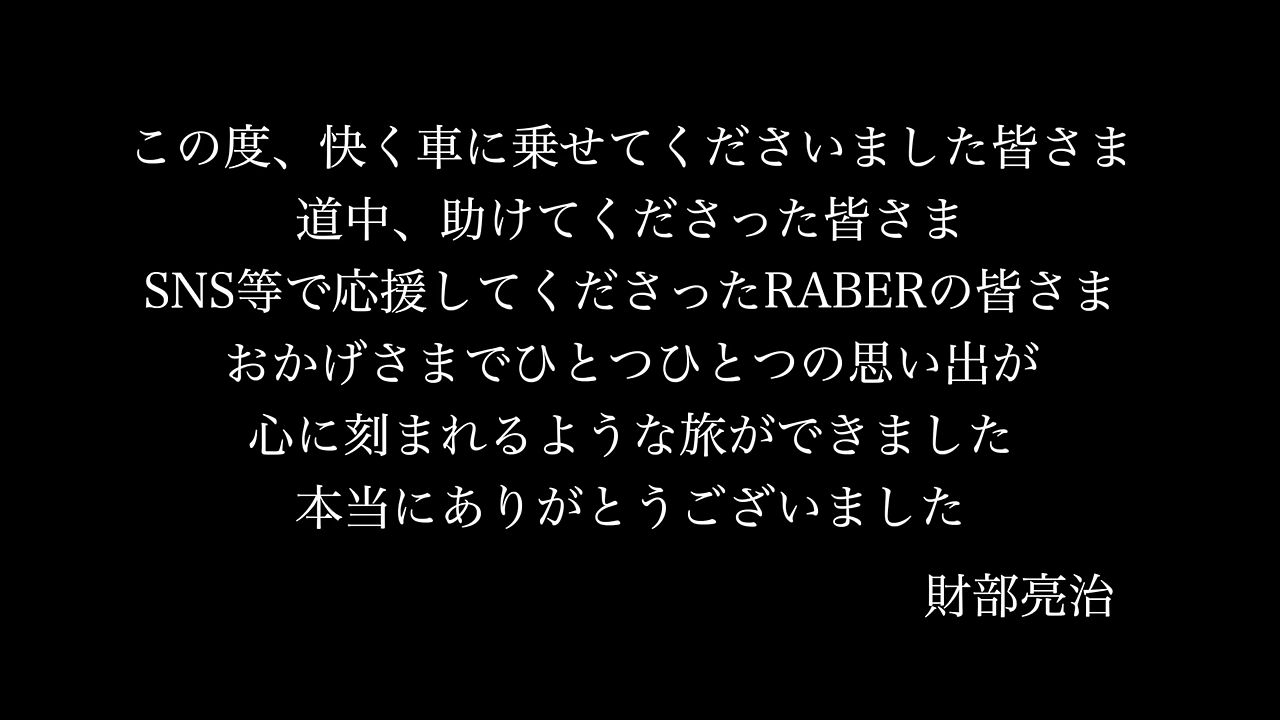 この度、快く車に乗せてくださいました皆さま
道中、助けてくださった皆さま
SNS等で応援してくださったRABERの皆さま
おかげさまでひとつひとつの思い出が
心に刻まれるような旅ができました
本当にありがとうございました
財部亮治